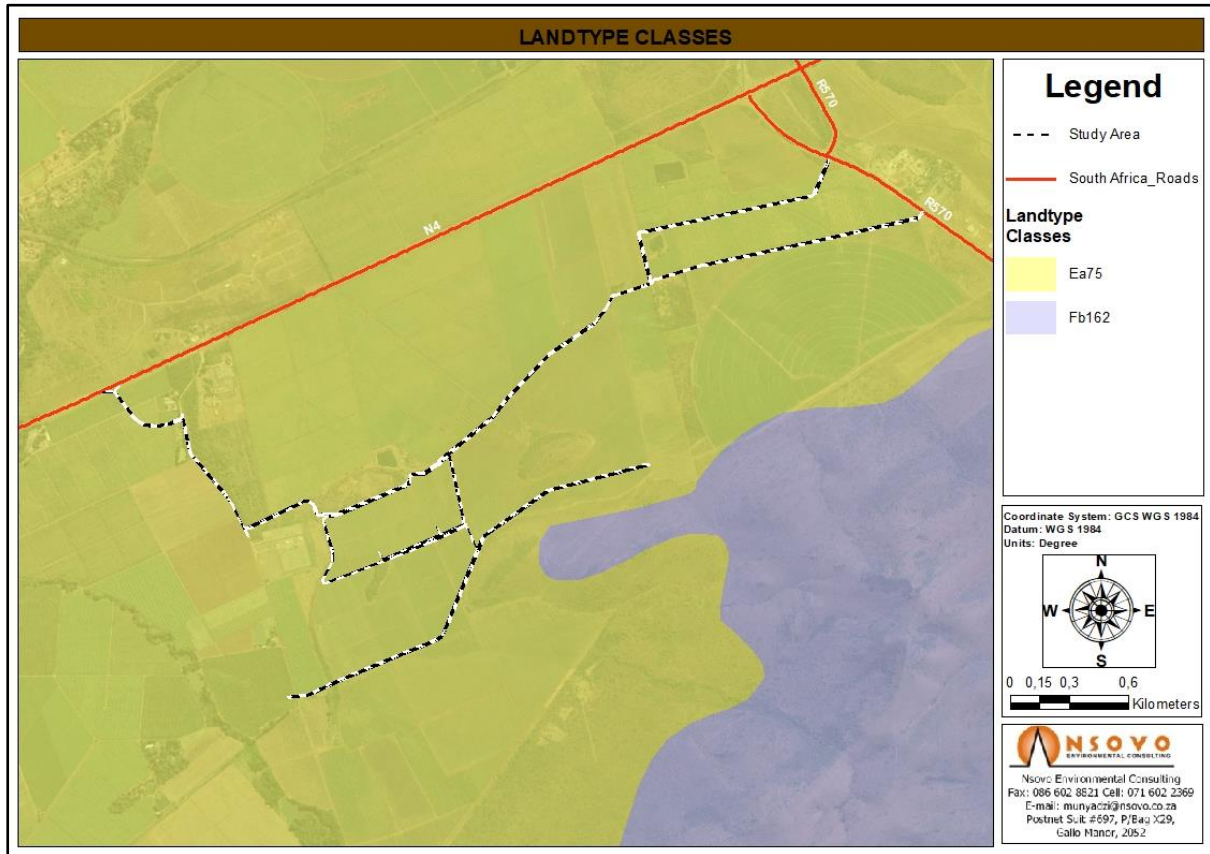 LANDTYPE CLASSES
R570
N4
R570
Legend
Study Area
South Africa_Roads
Landtype
Classes
Ea75
Fb162
Coordinate System: GCS WGS 1984
Datum: WGS 1984
Units: Degree
N
W
E
S
0 0,15 0,3 0,6
Kilometers
NSOVO
ENVIRONMENTAL CONSULTING
Nsovo Environmental Consulting
Fax: 086 602 8821 Cell: 071 602 2369
E-mail: munyadzi@nsovo.co.za
Postnet Suit #697, P/Bag X29,
Gallo Manor, 2052